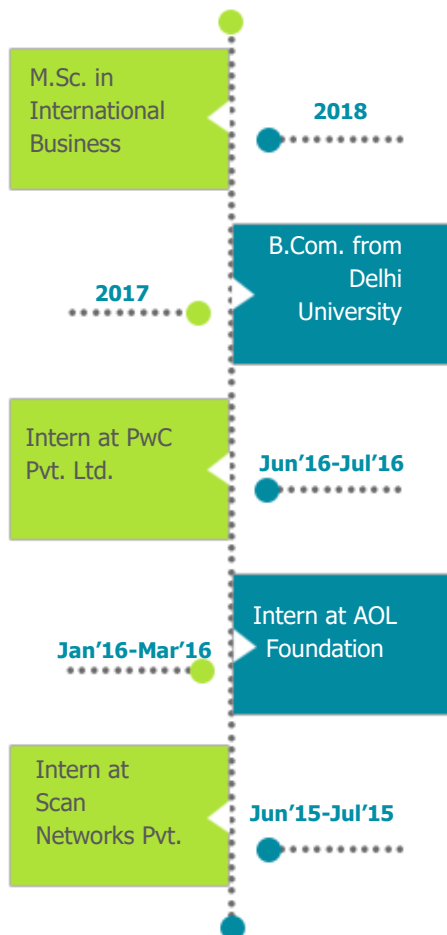 M.Sc. in
International
Business
2018
B.Com. from
Delhi
University
2017
Intern at PwC
Pvt. Ltd.
Jun’16-Jul’16
Intern at AOL
Foundation
Jan’16-Mar’16
Intern at
Scan
Networks Pvt.
Jun’15-Jul’15